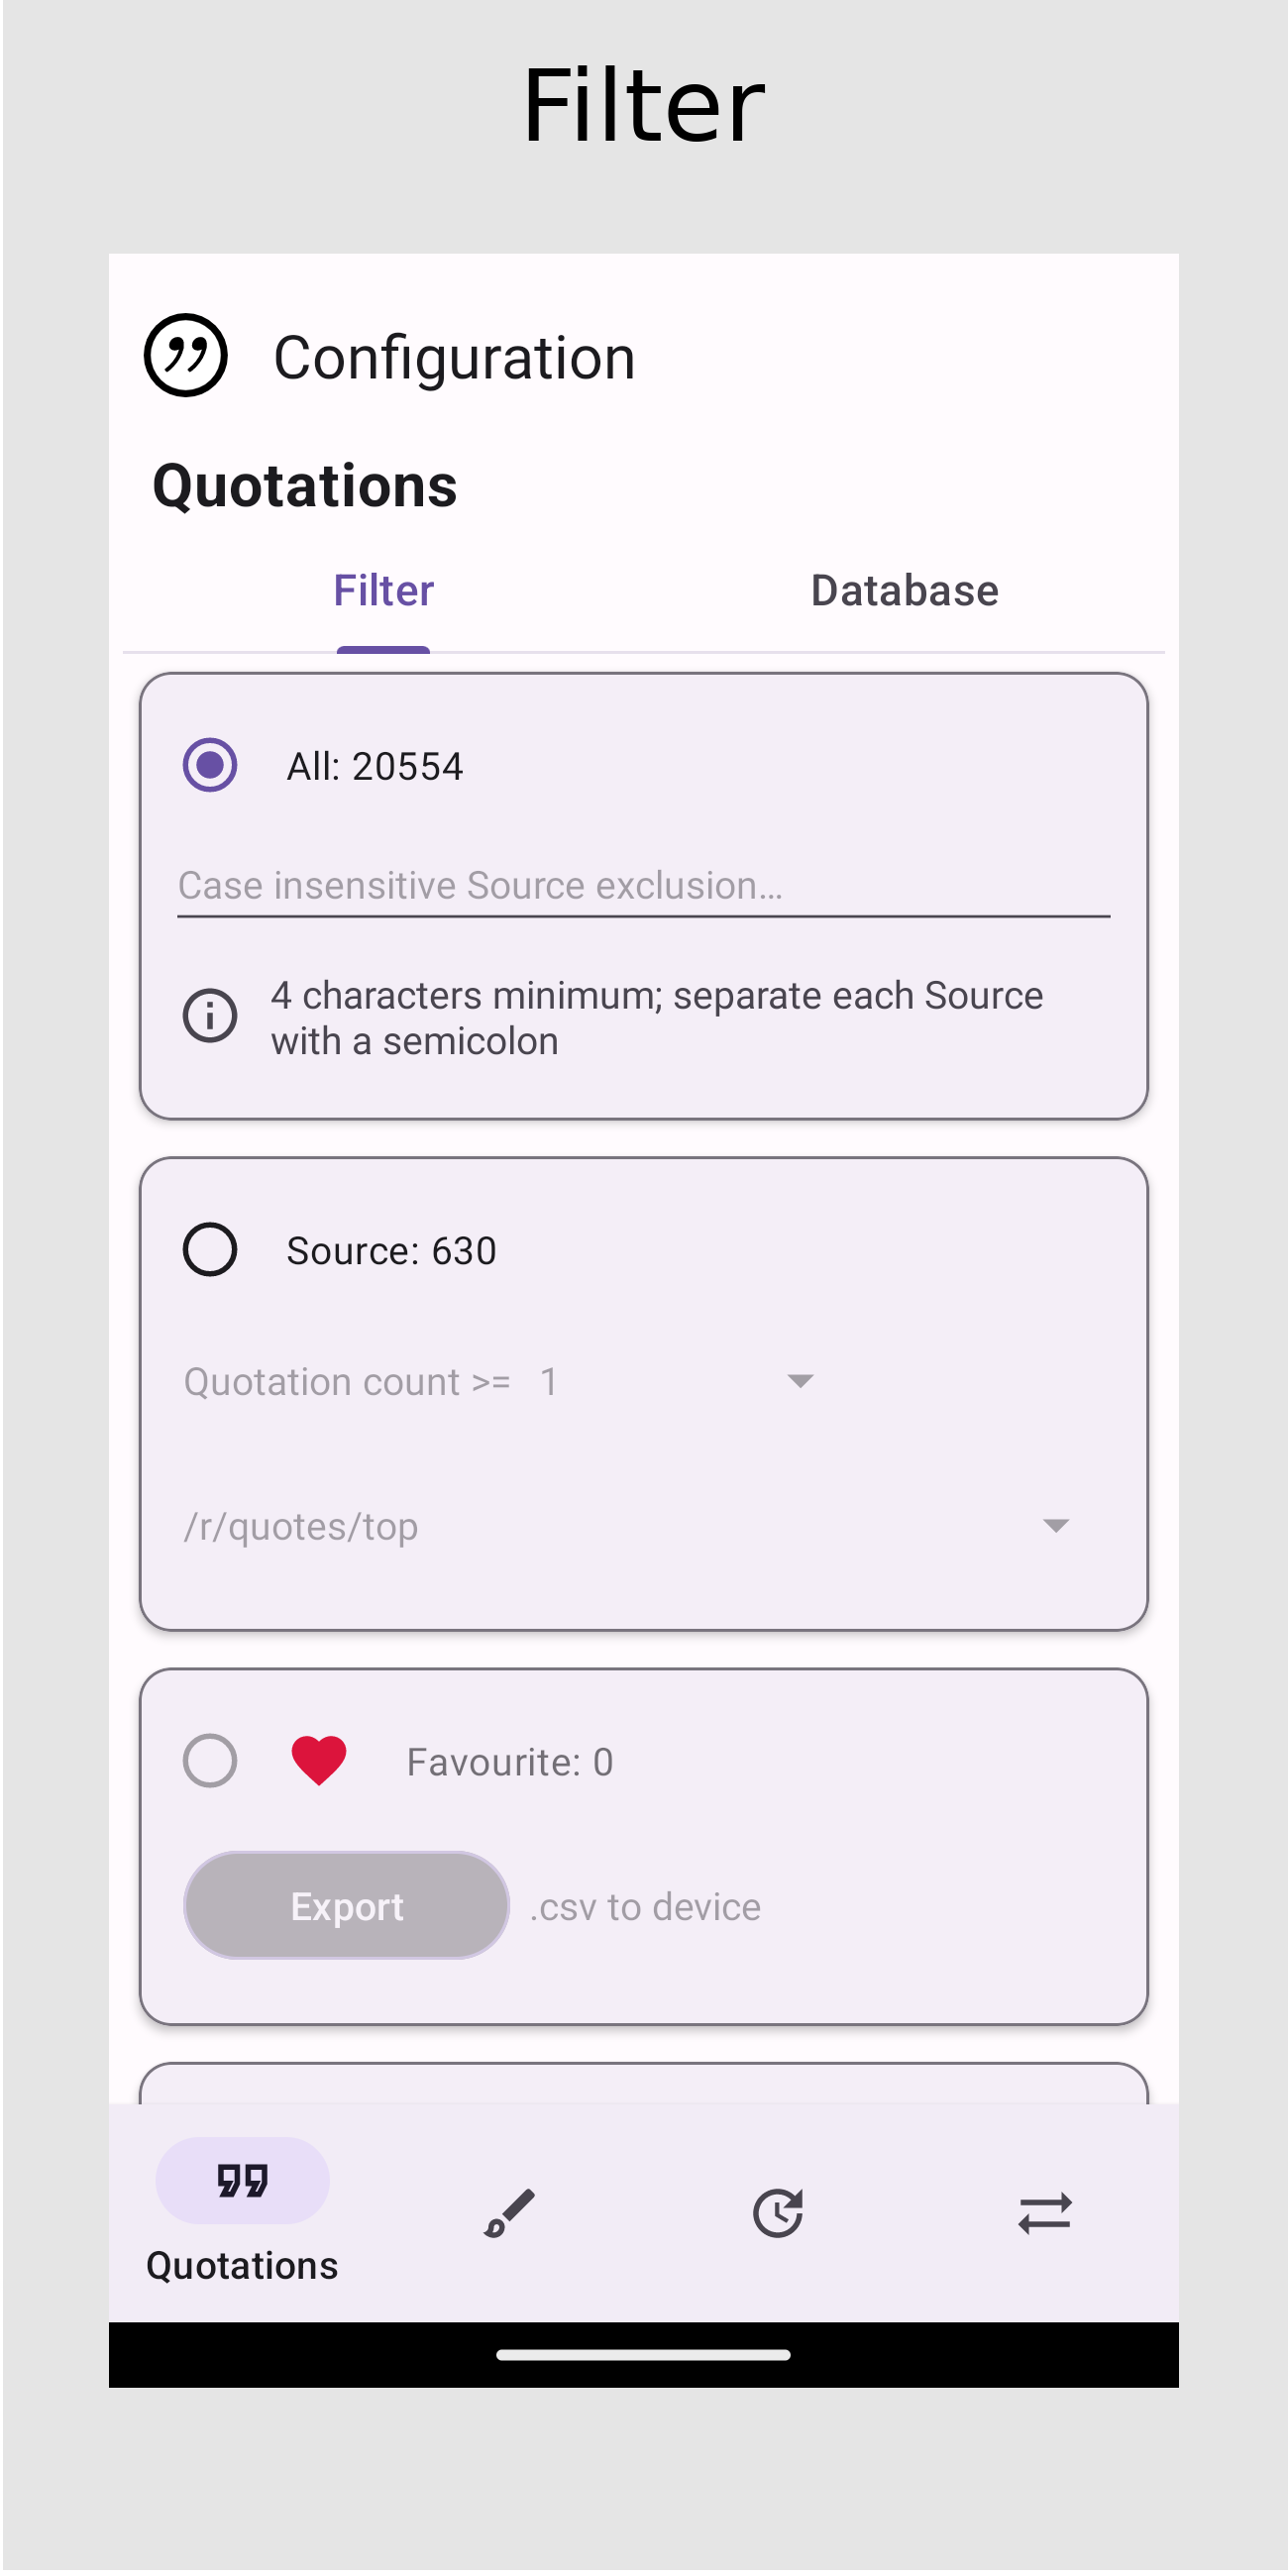 Filter
Configuration
Quotations
Filter
Database
All: 20554
Case insensitive Source exclusion…
4 characters minimum; separate each Source
with a semicolon
Source: 630
Quotation count >= 1
/r/quotes/top
Favourite: 0
Export
.csv to device
Quotations